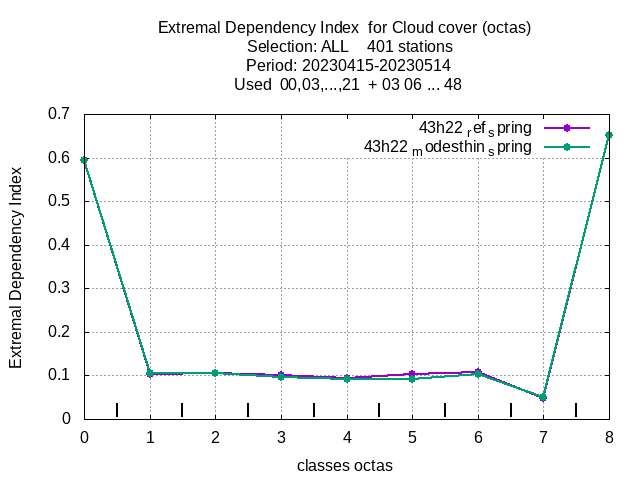 Extremal Dependency Index  for Cloud cover (octas)
Selection: ALL    401 stations
Period: 20230415-20230514
Used  00,03,...,21  + 03 06 ... 48
43h22 ref spring
43h22 modesthin spring
Extremal Dependency Index
0.7
0.6
0.5
0.4
0.3
0.2
0.1
0
0 1 2 3 4 5 6 7 8
classes octas